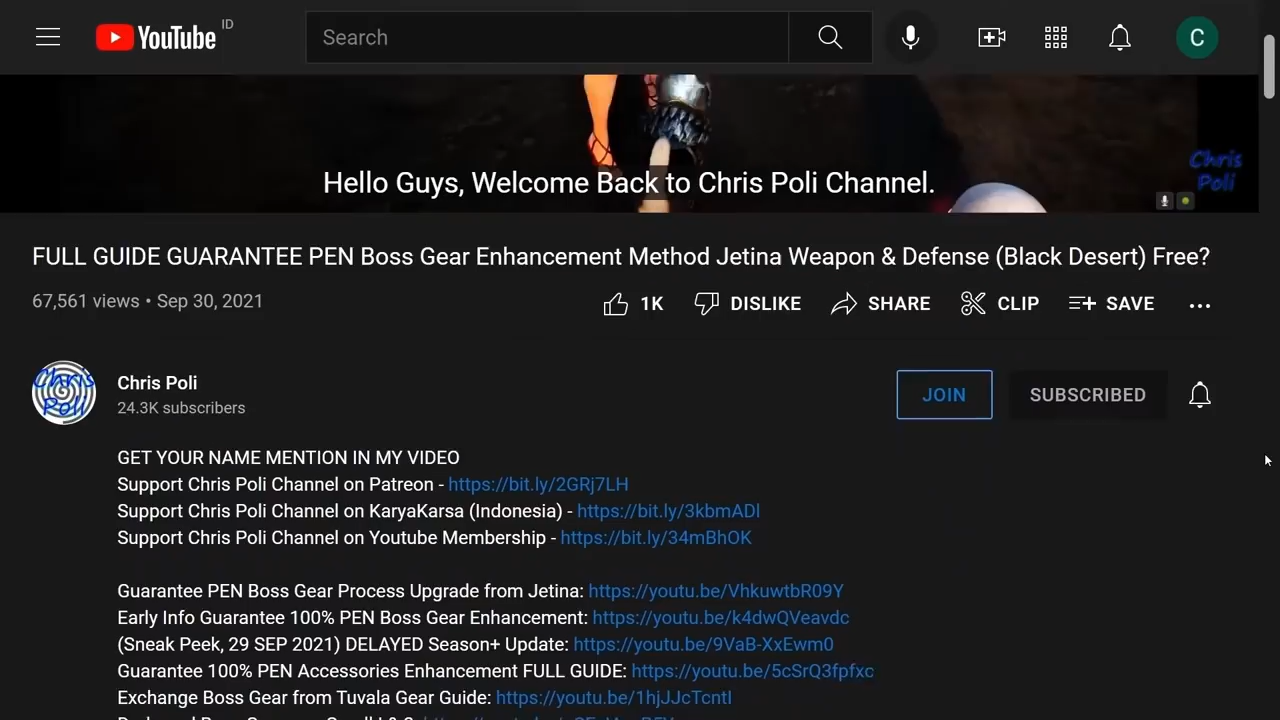 YouTube ID
Search
C
Chris
Poli
Hello Guys, Welcome Back to Chris Poli Channel.
FULL GUIDE GUARANTEE PEN Boss Gear Enhancement Method Jetina Weapon & Defense (Black Desert) Free?
67,561 views • Sep 30, 2021
1K DISLIKE SHARE CLIP SAVE
Chris Poli
Chris Poli
24.3K subscribers
JOIN SUBSCRIBED
GET YOUR NAME MENTION IN MY VIDEO
Support Chris Poli Channel on Patreon - https://bit.ly/2GRj7LH
Support Chris Poli Channel on KaryaKarsa (Indonesia) - https://bit.ly/3kbmADl
Support Chris Poli Channel on Youtube Membership - https://bit.ly/34mBhOK
Guarantee PEN Boss Gear Process Upgrade from Jetina: https://youtu.be/VhkuwtbR09Y
Early Info Guarantee 100% PEN Boss Gear Enhancement: https://youtu.be/k4dwQVeavdc
(Sneak Peek, 29 SEP 2021) DELAYED Season+ Update: https://youtu.be/9VaB-XxEwm0
Guarantee 100% PEN Accessories Enhancement FULL GUIDE: https://youtu.be/5cSrQ3fpfxc
Exchange Boss Gear from Tuvala Gear Guide: https://youtu.be/1hjJJcTcntI